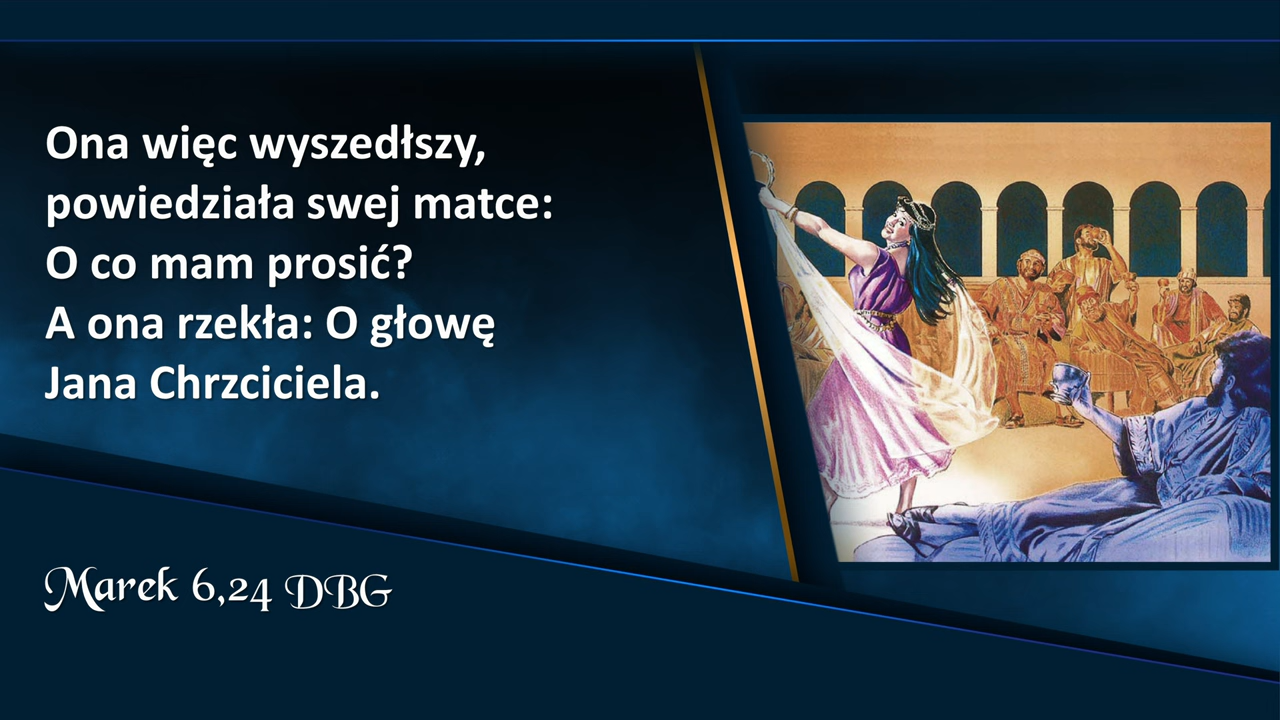 Ona więc wyszedłszy,
powiedziała swej matce:
O co mam prosić?
A ona rzekła: O głowę
Jana Chrzciciela.
Marek 6,24 DBG